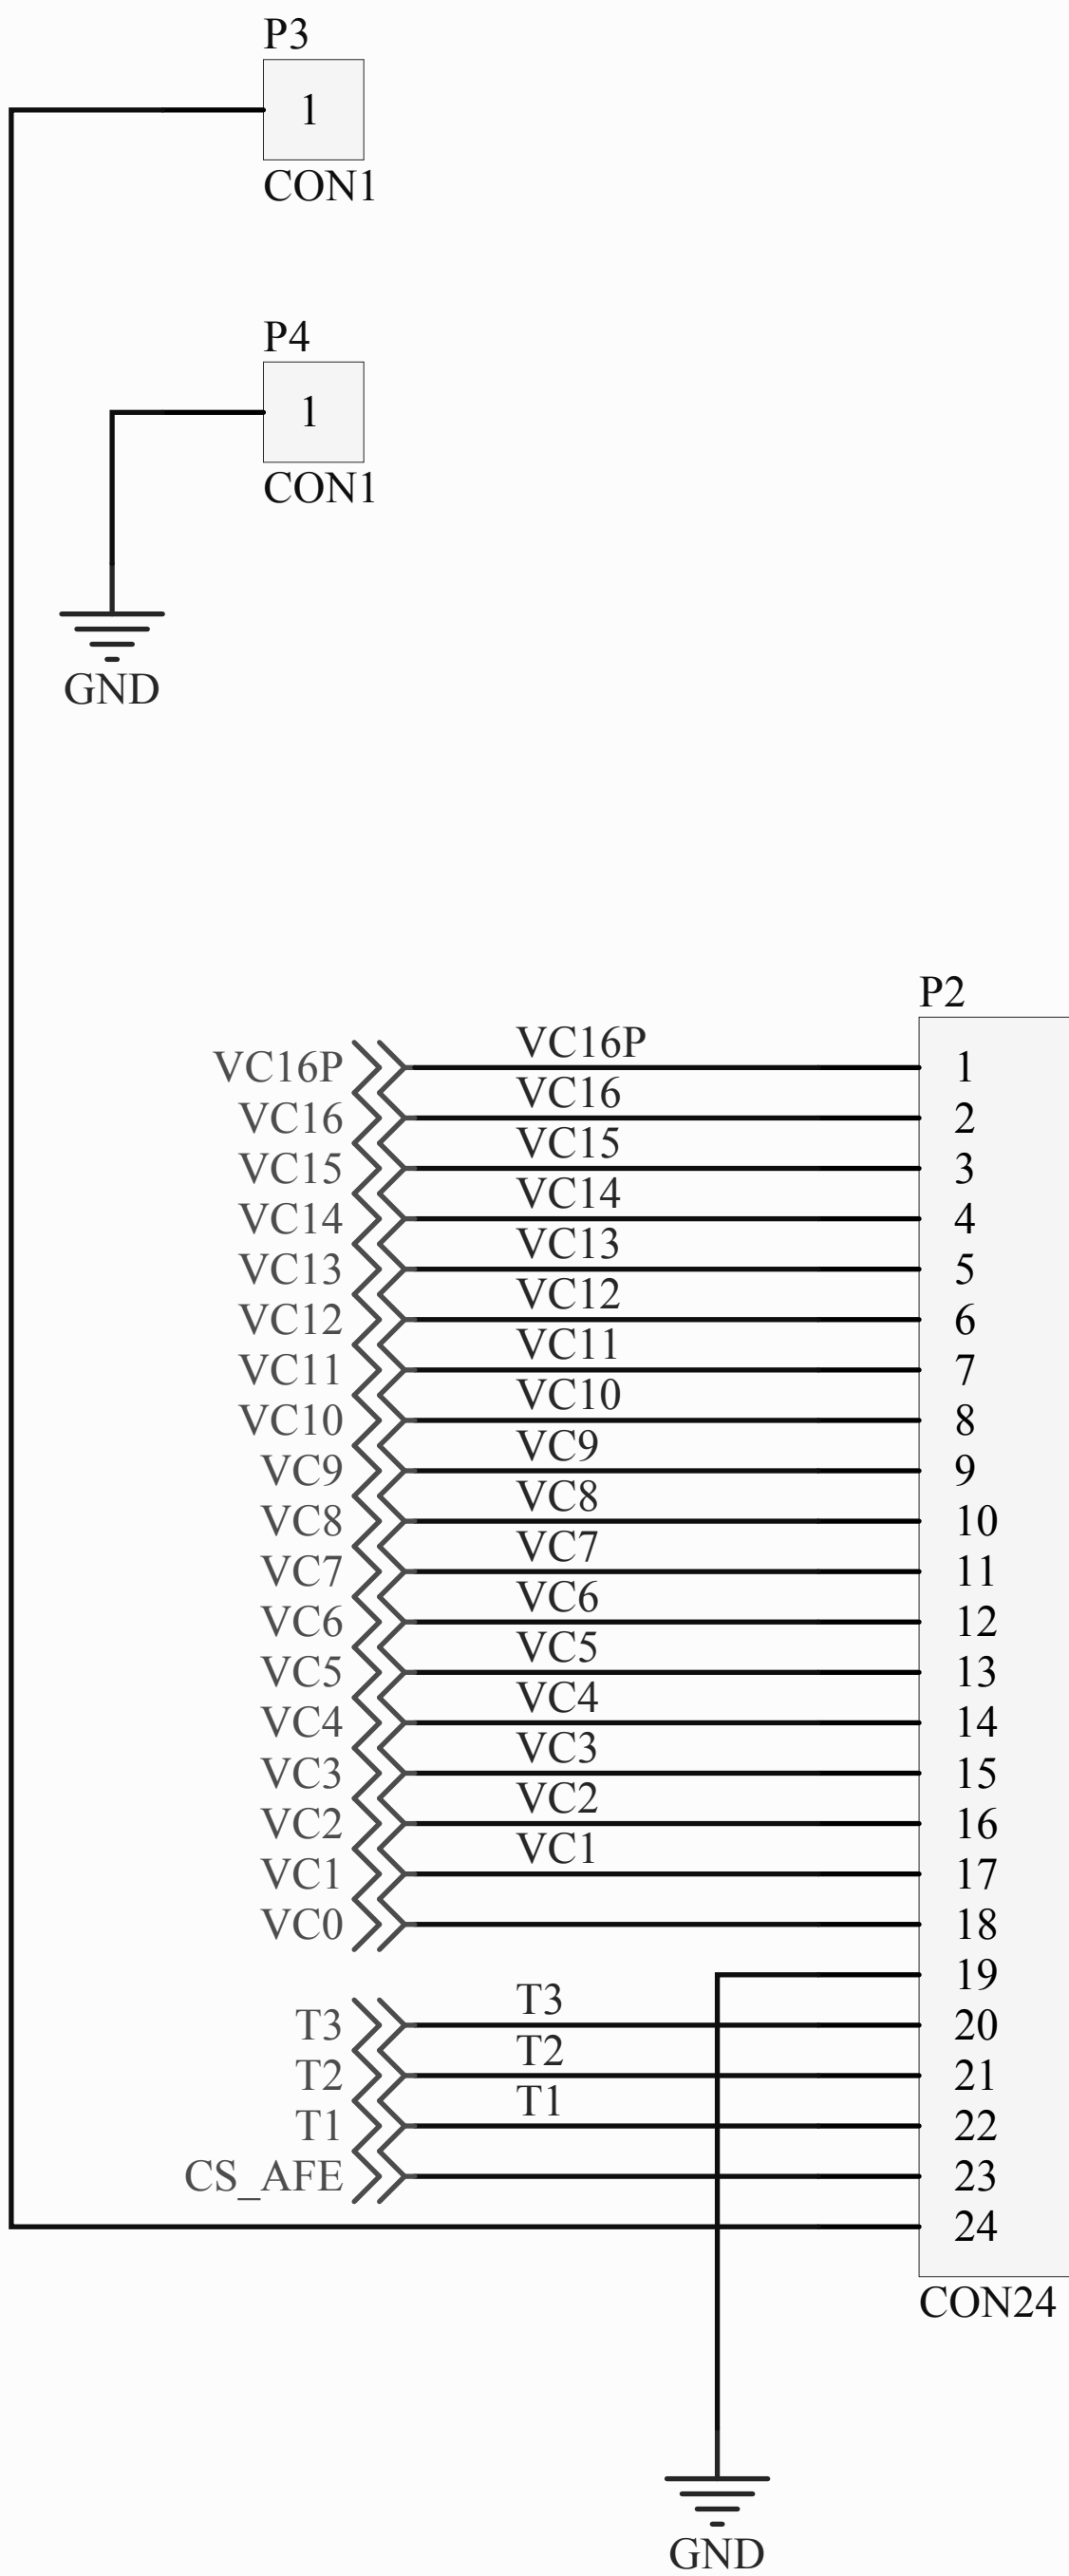 P3
1
CON1
P4
1
CON1
GND
P2
VC16P
VC16P 1
VC16
VC16 2
VC15
VC15 3
VC14
VC14 4
VC13
VC13 5
VC12
VC12 6
VC11
VC11 7
VC10
VC10 8
VC9
VC9 9
VC8
VC8 10
VC7
VC7 11
VC6
VC6 12
VC5
VC5 13
VC4
VC4 14
VC3
VC3 15
VC2
VC2 16
VC1
VC1 17
VC0 18
19
T3
T3 20
T2
T2 21
T1
T1 22
CS_AFE 23
24
CON24
GND